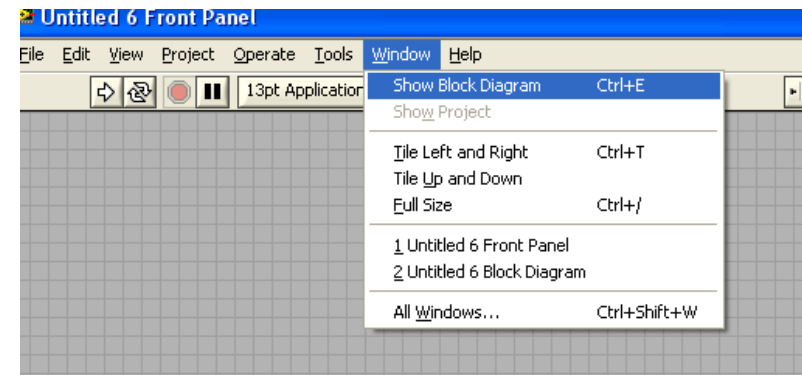 Untitled 6 Front Panel
File Edit View Project Operate Tools Window Help
13pt Application
Show Block Diagram Ctrl+E
Show Project
Tile Left and Right Ctrl+T
Tile Up and Down
Full Size Ctrl+/
1 Untitled 6 Front Panel
2 Untitled 6 Block Diagram
All Windows... Ctrl+Shift+W